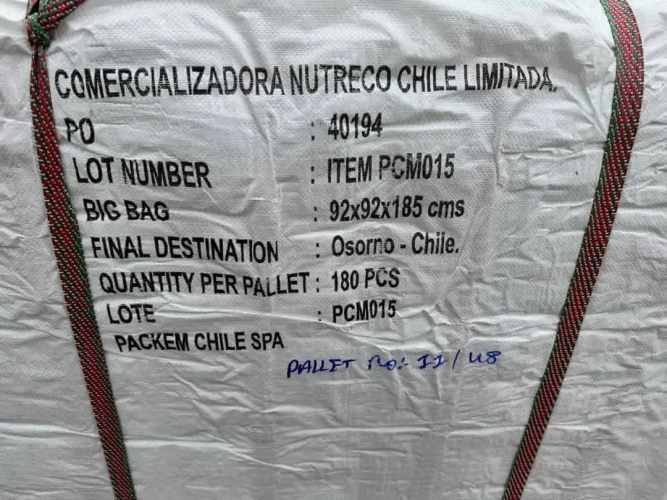 COMERCIALIZADORA NUTRECO CHILE LIMITADA.
PO : 40194
LOT NUMBER : ITEM PCM015
BIG BAG : 92x92x185 cms
FINAL DESTINATION : Osorno - Chile.
QUANTITY PER PALLET : 180 PCS
LOTE : PCM015
PACKEM CHILE SPA
PALLET NO:- 11/48